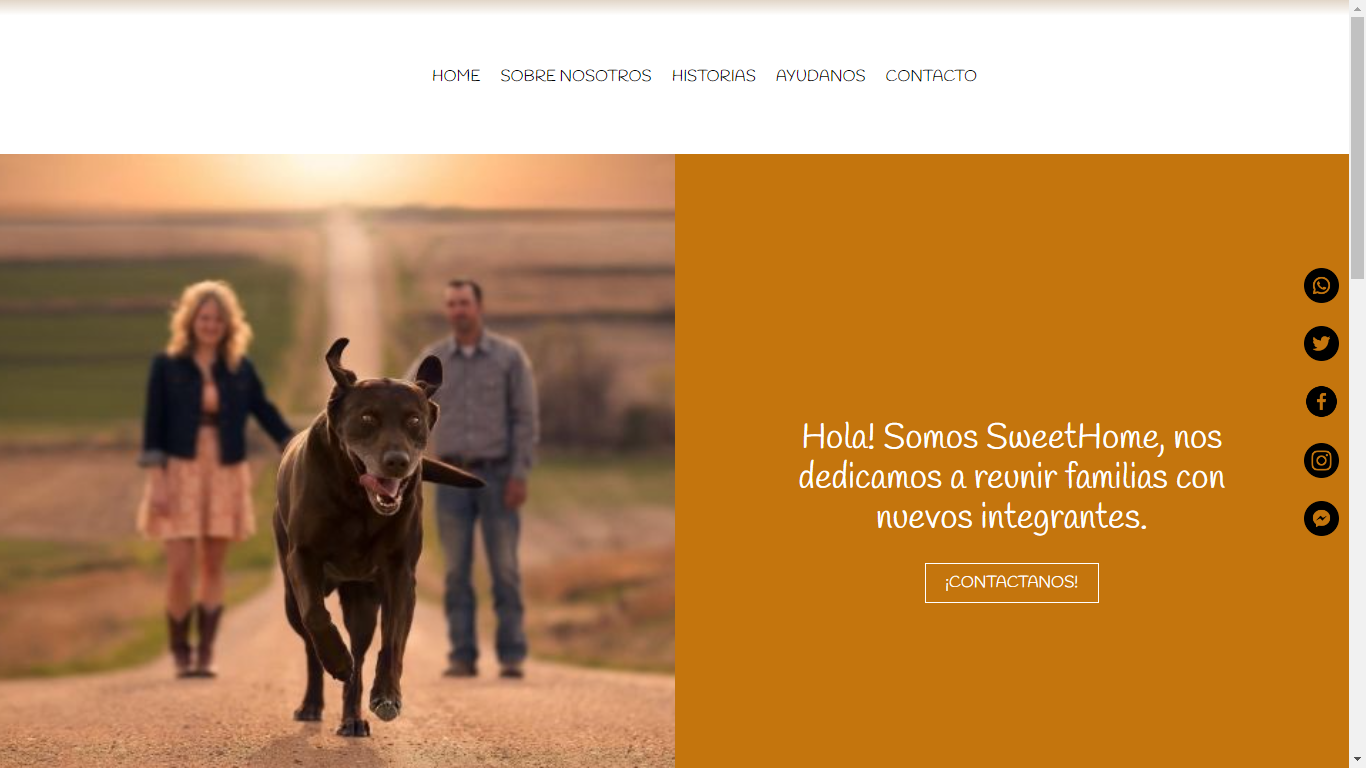 HOME SOBRE NOSOTROS HISTORIAS AYUDANOS CONTACTO
Hola! Somos SweetHome, nos
dedicamos a reunir familias con
nuevos integrantes.
¡CONTACTANOS!